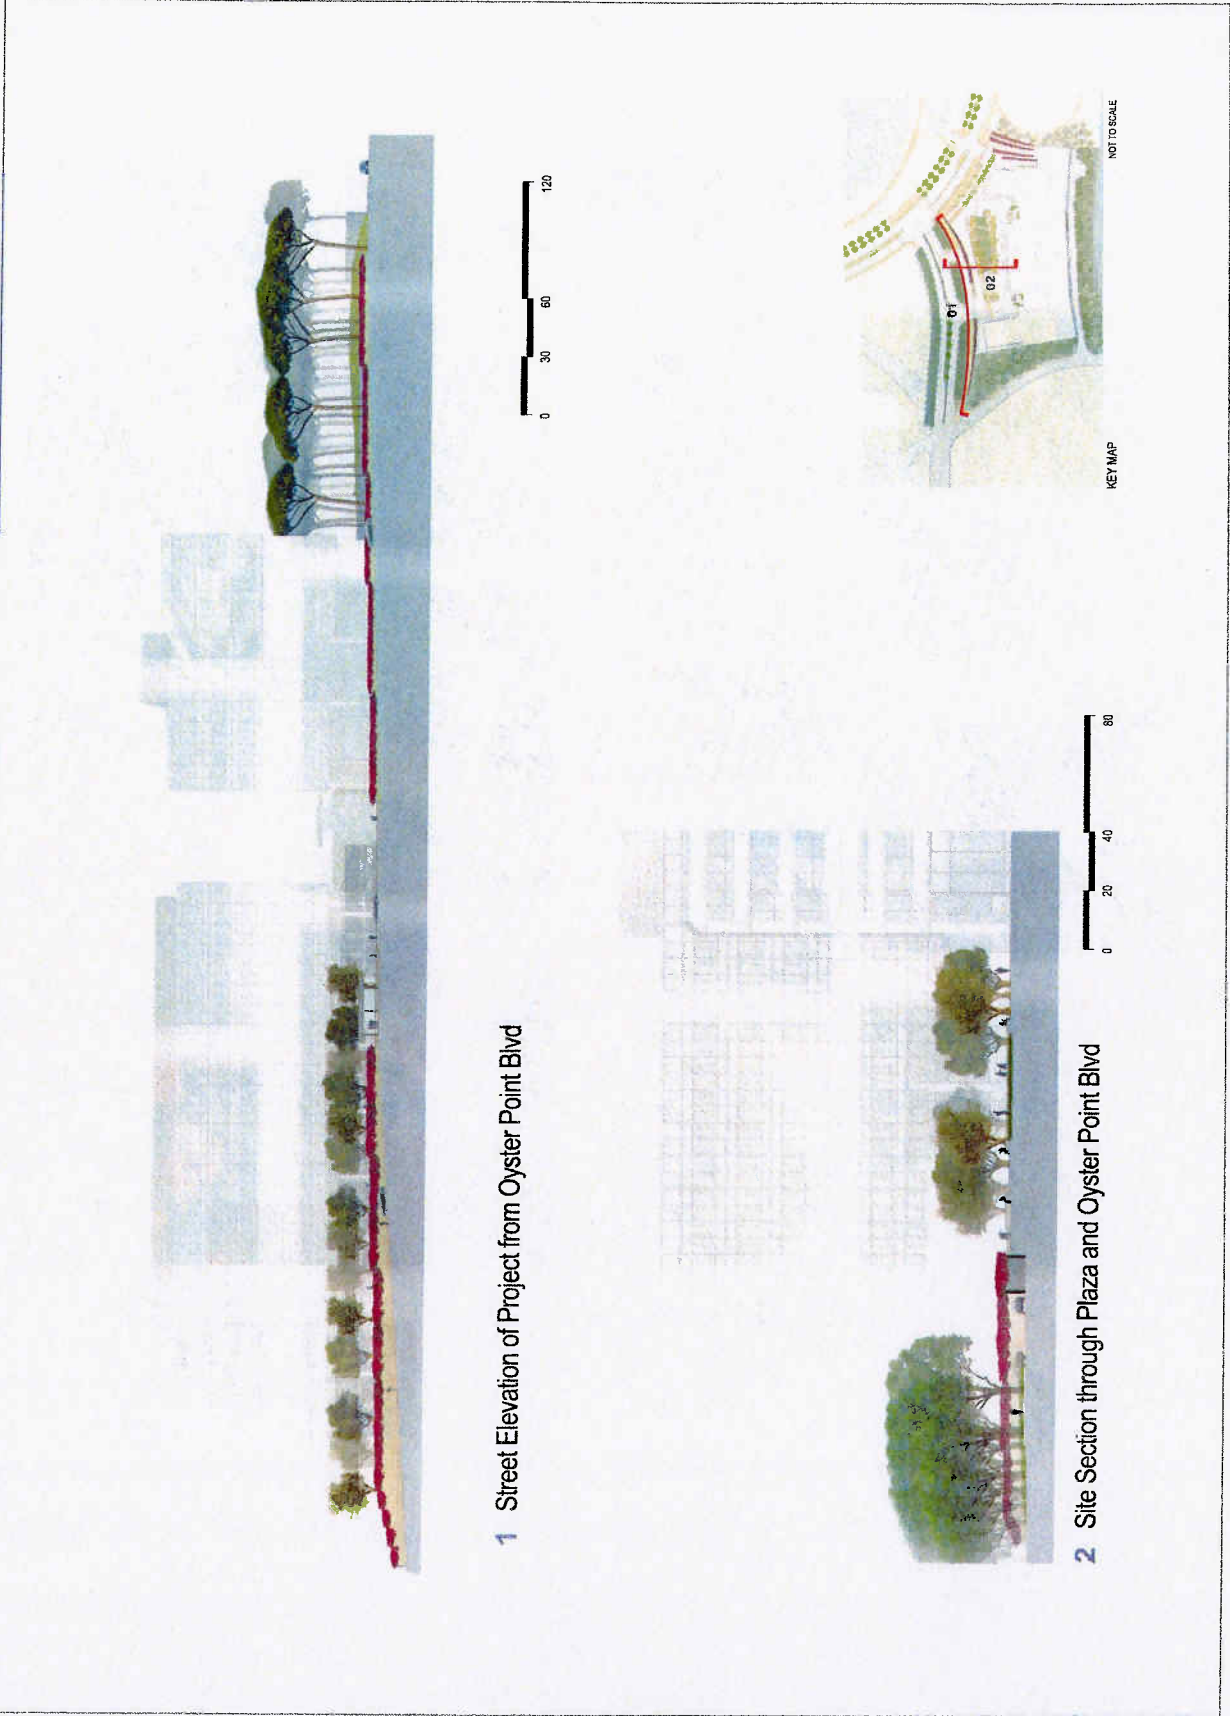 1 Street Elevation of Project from Oyster Point Blvd
0 30 60 120
2 Site Section through Plaza and Oyster Point Blvd
0 20 40 80
01
02
KEY MAP
NOT TO SCALE